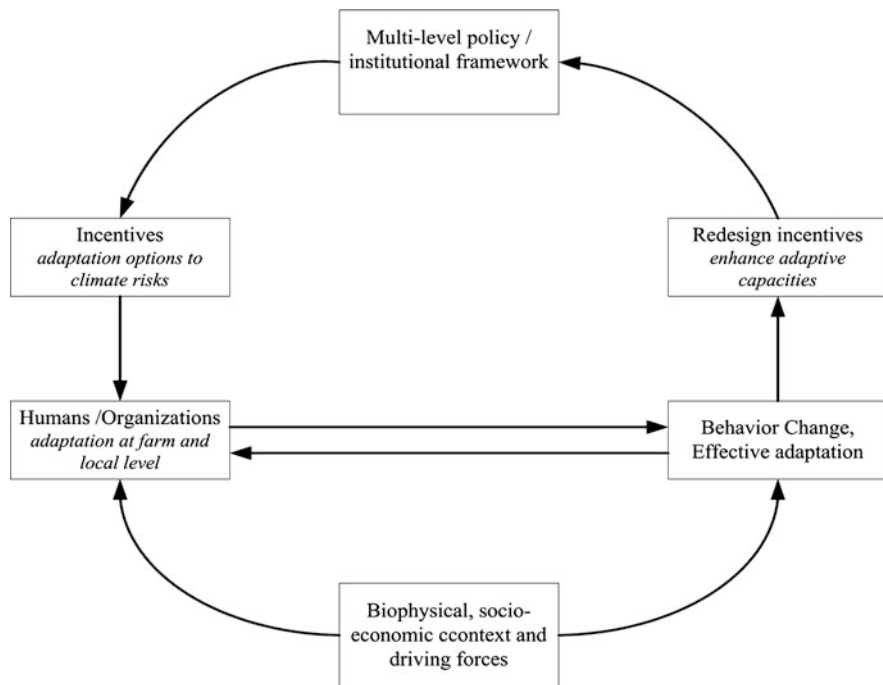 Multi-level policy /
institutional framework
Incentives
adaptation options to
climate risks
Redesign incentives
enhance adaptive
capacities
Humans /Organizations
adaptation at farm and
local level
Behavior Change,
Effective adaptation
Biophysical, socio-
economic ccontext and
driving forces